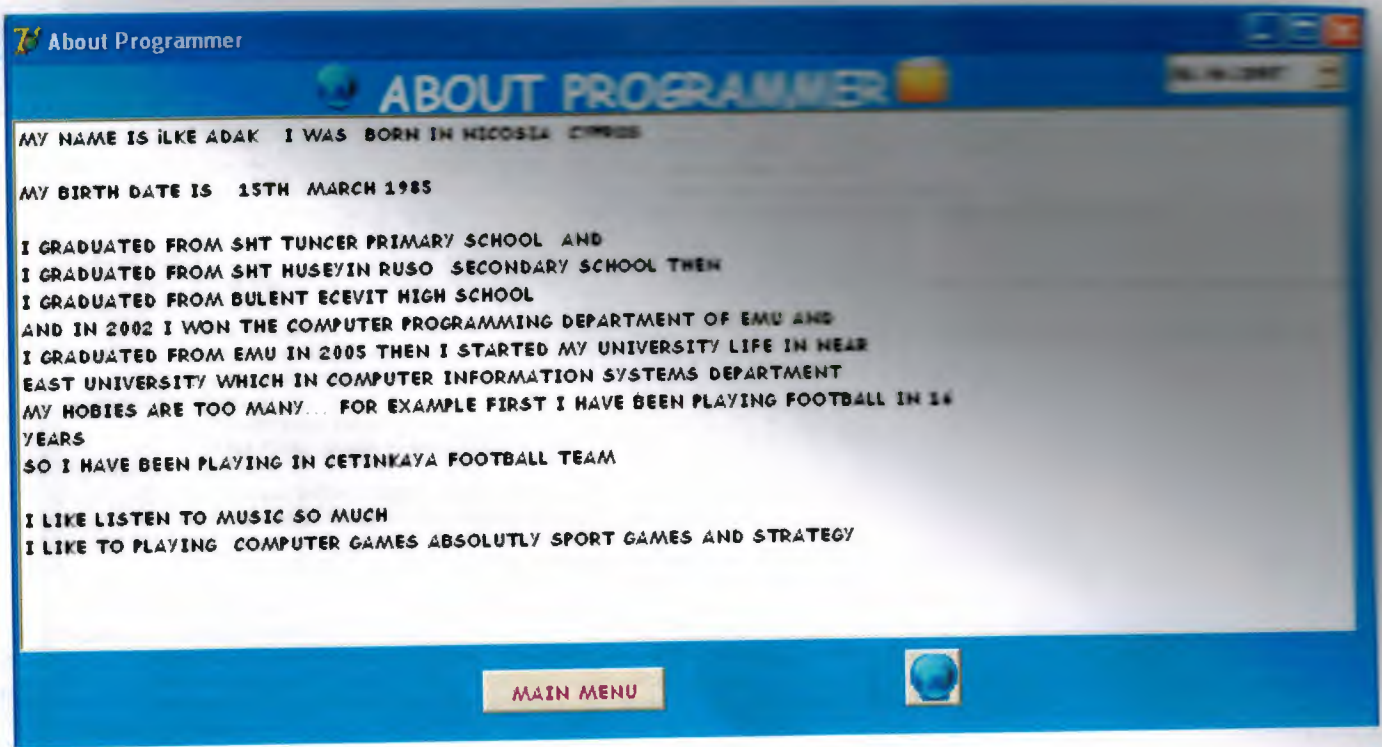 About Programmer
ABOUT PROGRAMMER
MY NAME IS iLKE ADAK I WAS BORN IN NICOSIA CYPRUS
MY BIRTH DATE IS 15TH MARCH 1985
I GRADUATED FROM SHT TUNCER PRIMARY SCHOOL AND
I GRADUATED FROM SHT HUSEYIN RUSO SECONDARY SCHOOL THEN
I GRADUATED FROM BULENT ECEVIT HIGH SCHOOL
AND IN 2002 I WON THE COMPUTER PROGRAMMING DEPARTMENT OF EMU AND
I GRADUATED FROM EMU IN 2005 THEN I STARTED MY UNIVERSITY LIFE IN NEAR
EAST UNIVERSITY WHICH IN COMPUTER INFORMATION SYSTEMS DEPARTMENT
MY HOBIES ARE TOO MANY... FOR EXAMPLE FIRST I HAVE BEEN PLAYING FOOTBALL IN
YEARS
SO I HAVE BEEN PLAYING IN CETINKAYA FOOTBALL TEAM
I LIKE LISTEN TO MUSIC SO MUCH
I LIKE TO PLAYING COMPUTER GAMES ABSOLUTLY SPORT GAMES AND STRATEGY
MAIN MENU